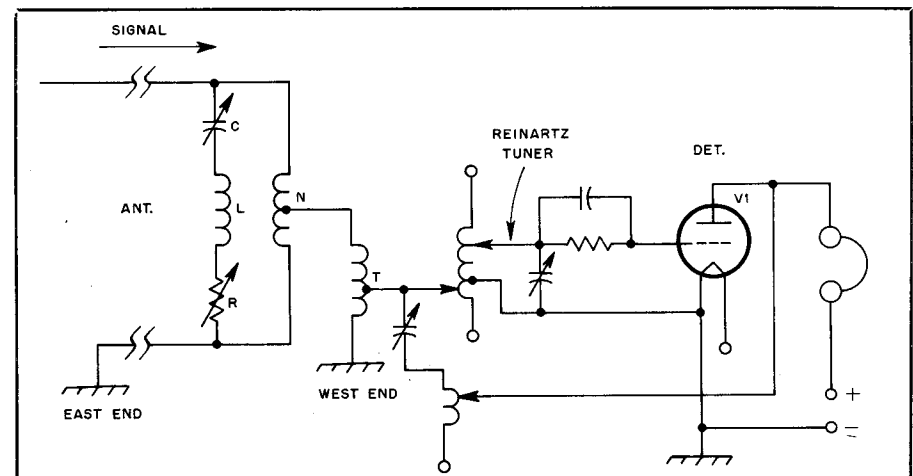 SIGNAL
C
ANT.
L
N
R
EAST END
T
WEST END
REINARTZ
TUNER
DET.
V1
+
=